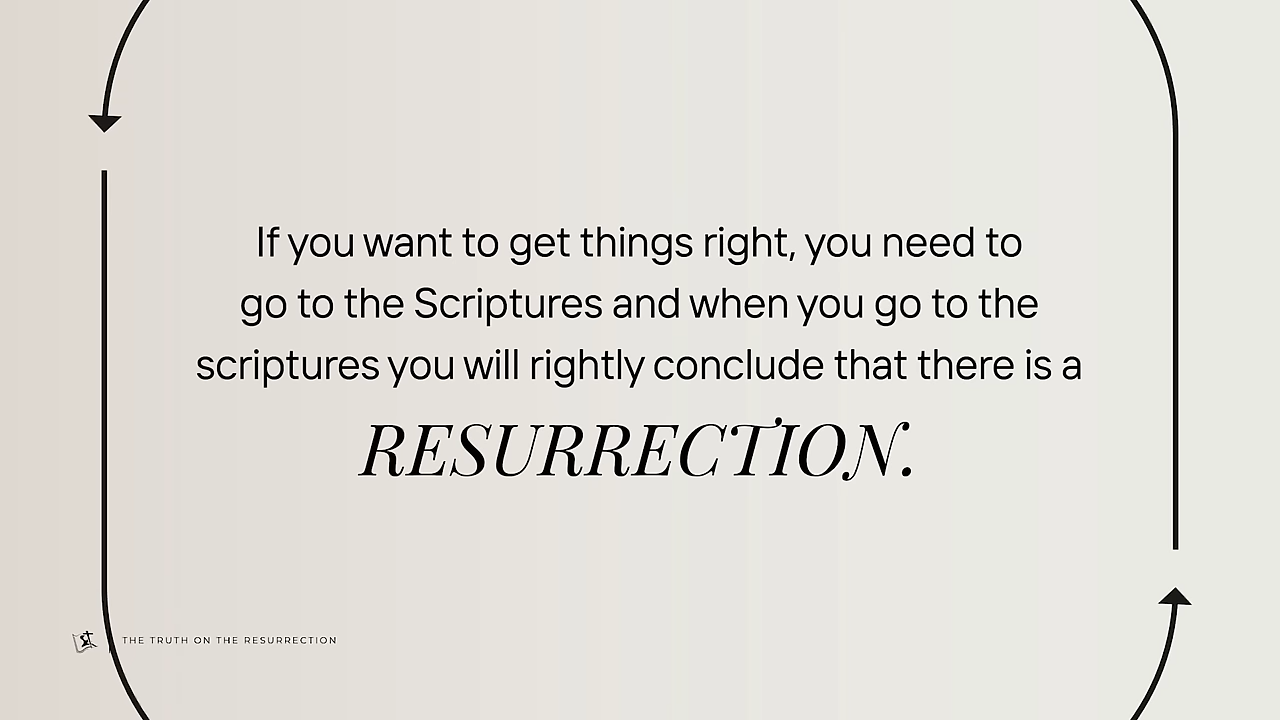 If you want to get things right, you need to
go to the Scriptures and when you go to the
scriptures you will rightly conclude that there is a
RESURRECTION.
THE TRUTH ON THE RESURRECTION